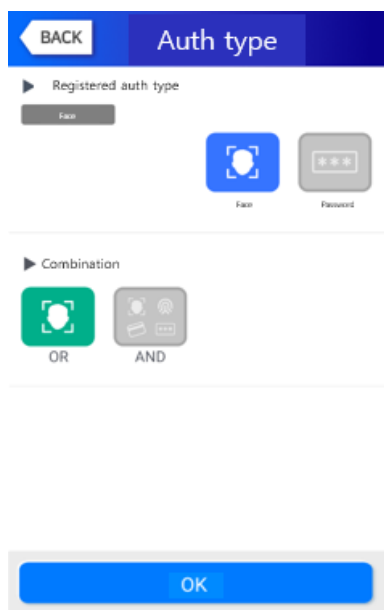 BACK
Auth type
Registered auth type
Face
***
Face
Password
Combination
OR
AND
OK